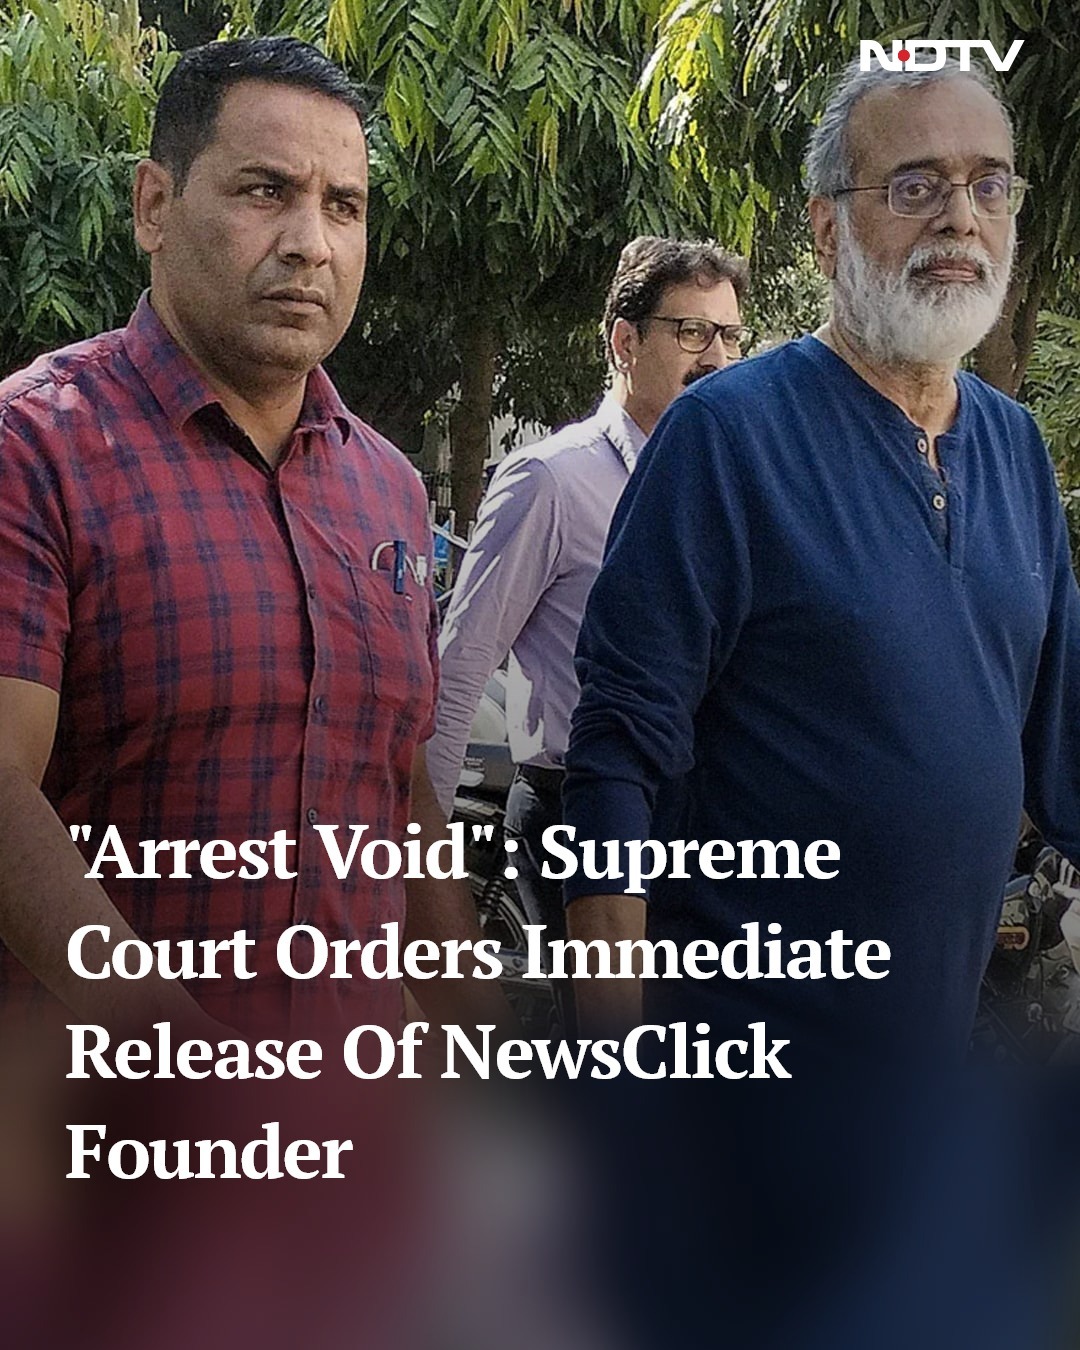 NDTV
"Arrest Void": Supreme
Court Orders Immediate
Release Of NewsClick
Founder